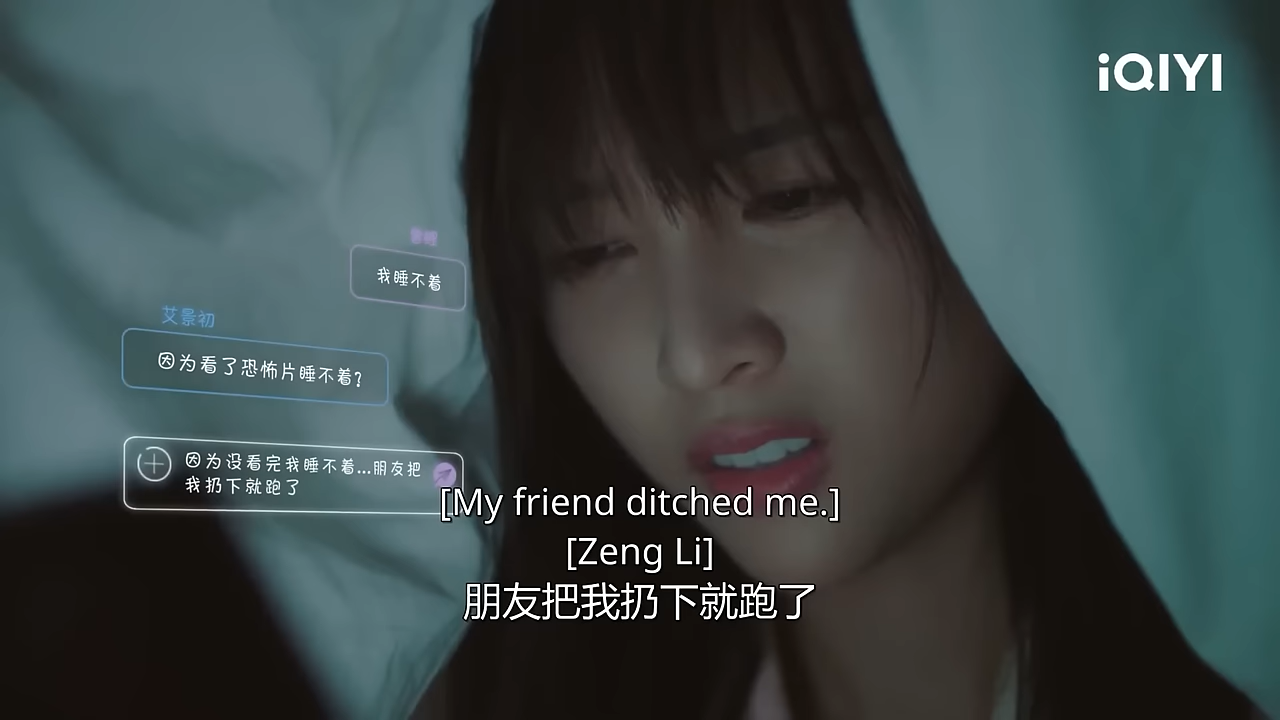 iQIYI
我睡不着
艾景初
因为看了恐怖片睡不着?
因为没看完我睡不着...朋友把
我扔下就跑了
[My friend ditched me.]
[Zeng Li]
朋友把我扔下就跑了